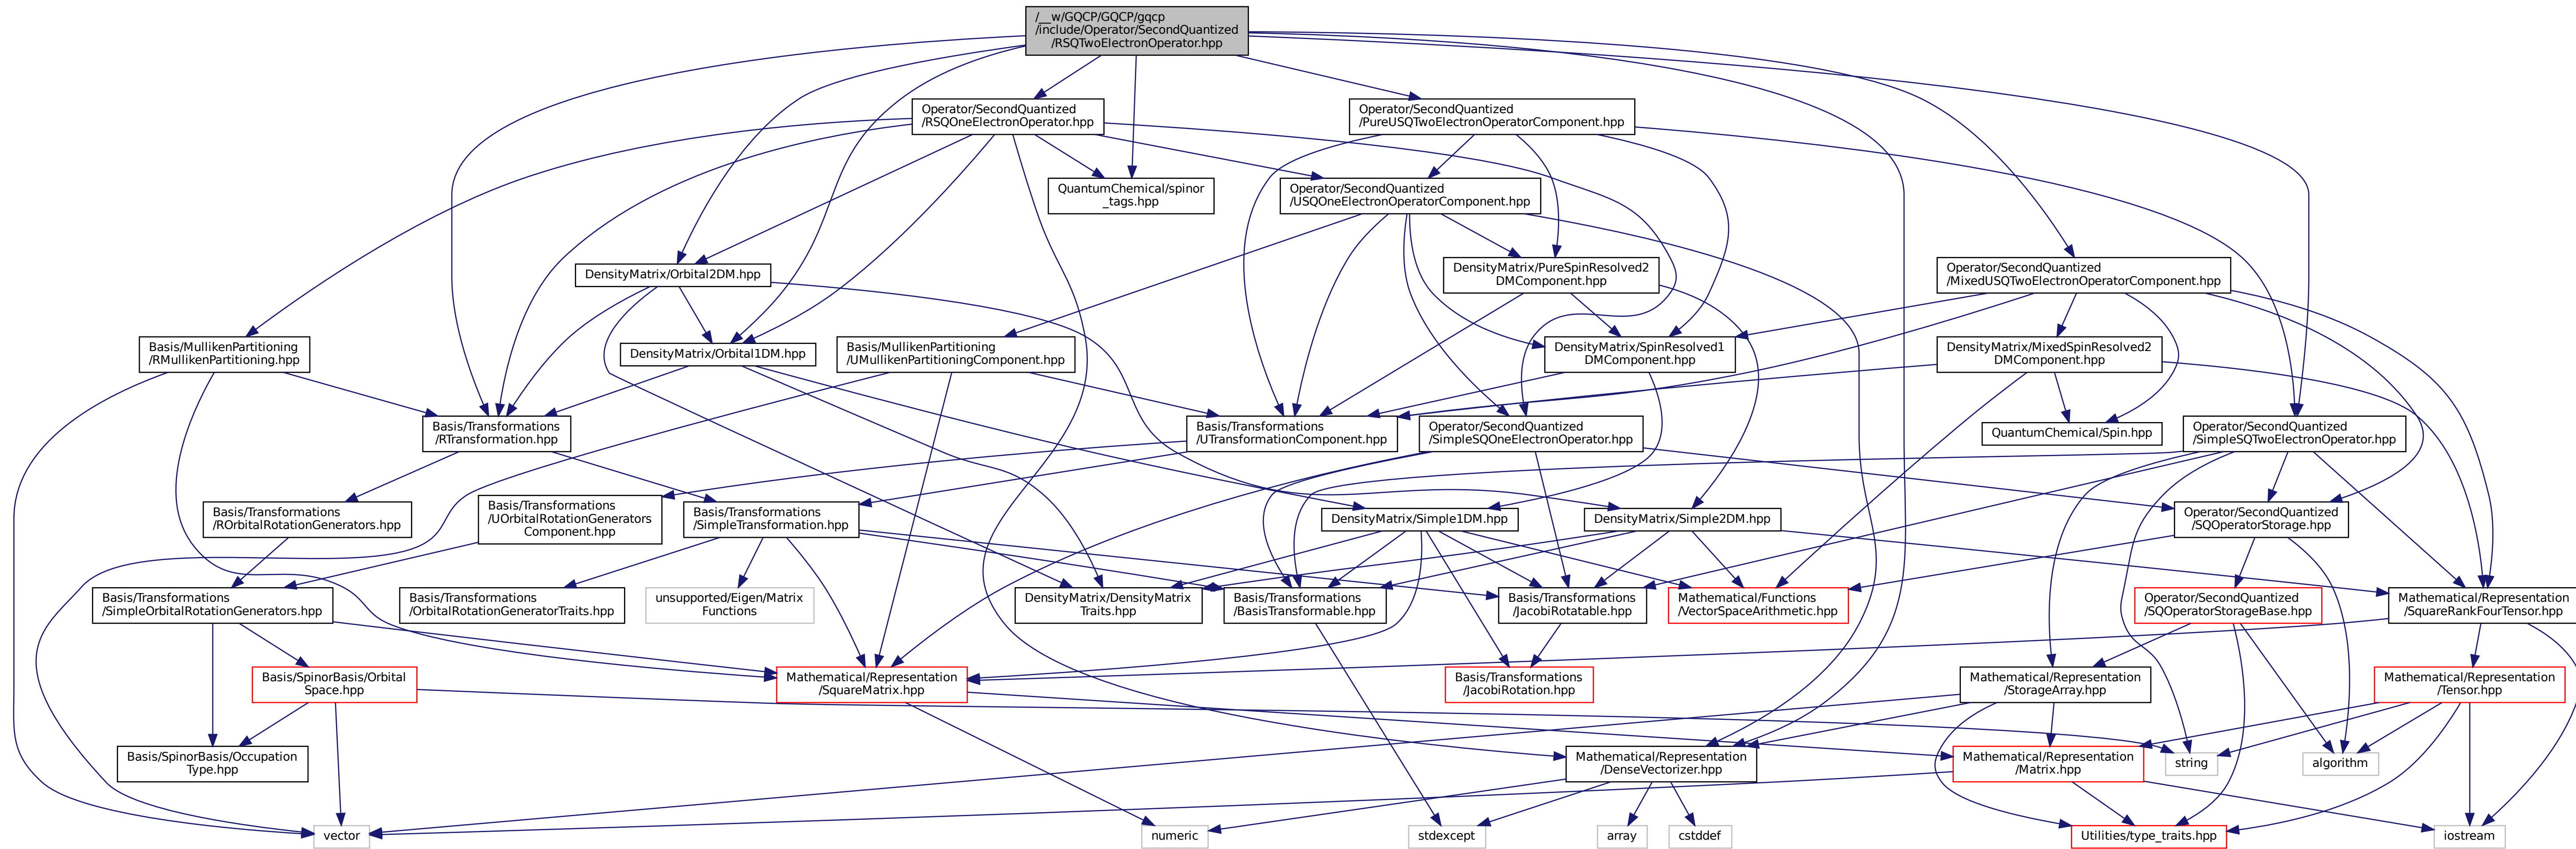 /__w/GQCP/GQCP/gqcp
/include/Operator/SecondQuantized
/RSQTwoElectronOperator.hpp
Operator/SecondQuantized
/RSQOneElectronOperator.hpp
Operator/SecondQuantized
/PureUSQTwoElectronOperatorComponent.hpp
QuantumChemical/spinor
_tags.hpp
Operator/SecondQuantized
/USQOneElectronOperatorComponent.hpp
DensityMatrix/Orbital2DM.hpp
DensityMatrix/PureSpinResolved2
DMComponent.hpp
Operator/SecondQuantized
/MixedUSQTwoElectronOperatorComponent.hpp
Basis/MullikenPartitioning
/RMullikenPartitioning.hpp
DensityMatrix/Orbital1DM.hpp
Basis/MullikenPartitioning
/UMullikenPartitioningComponent.hpp
DensityMatrix/SpinResolved1
DMComponent.hpp
DensityMatrix/MixedSpinResolved2
DMComponent.hpp
Basis/Transformations
/RTransformation.hpp
Basis/Transformations
/UTransformationComponent.hpp
Operator/SecondQuantized
/SimpleSQOneElectronOperator.hpp
QuantumChemical/Spin.hpp
Operator/SecondQuantized
/SimpleSQTwoElectronOperator.hpp
Basis/Transformations
/ROrbitalRotationGenerators.hpp
Basis/Transformations
/UOrbitalRotationGenerators
Component.hpp
Basis/Transformations
/SimpleTransformation.hpp
DensityMatrix/Simple1DM.hpp
DensityMatrix/Simple2DM.hpp
Operator/SecondQuantized
/SQOperatorStorage.hpp
Basis/Transformations
/SimpleOrbitalRotationGenerators.hpp
Basis/Transformations
/OrbitalRotationGeneratorTraits.hpp
unsupported/Eigen/Matrix
Functions
DensityMatrix/DensityMatrix
Traits.hpp
Basis/Transformations
/BasisTransformable.hpp
Basis/Transformations
/JacobiRotatable.hpp
Mathematical/Functions
/VectorSpaceArithmetic.hpp
Operator/SecondQuantized
/SQOperatorStorageBase.hpp
Mathematical/Representation
/SquareRankFourTensor.hpp
Basis/SpinorBasis/Orbital
Space.hpp
Mathematical/Representation
/SquareMatrix.hpp
Basis/Transformations
/JacobiRotation.hpp
Mathematical/Representation
/StorageArray.hpp
Mathematical/Representation
/Tensor.hpp
Basis/SpinorBasis/Occupation
Type.hpp
Mathematical/Representation
/DenseVectorizer.hpp
Mathematical/Representation
/Matrix.hpp
string
algorithm
vector
numeric
stdexcept
array
cstddef
Utilities/type_traits.hpp
iostream